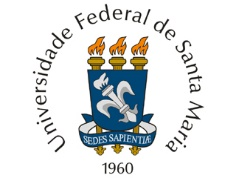 Universidade Federal de Santa Maria
SEDES SAPIENTIÆ
1960